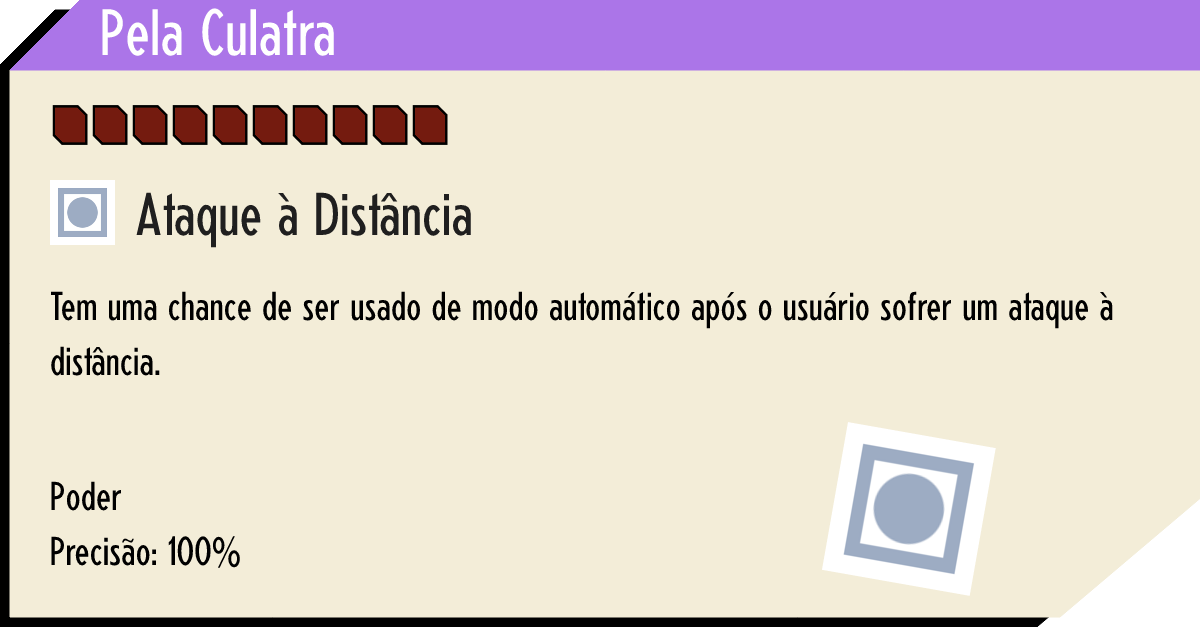 Pela Culatra
Ataque à Distância
Tem uma chance de ser usado de modo automático após o usuário sofrer um ataque à
distância.
Poder
Precisão: 100%